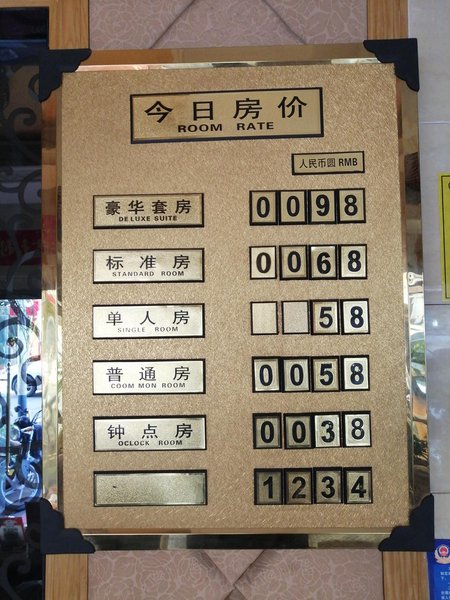 今日房价
ROOM RATE
人民币圆 RMB
豪华套房 0098
DELUXE SUITE
标准房 0068
STANDARD ROOM
单人房 58
SINGLE ROOM
普通房 0058
COOM MON ROOM
钟点房 0038
OCLOCK ROOM
1234